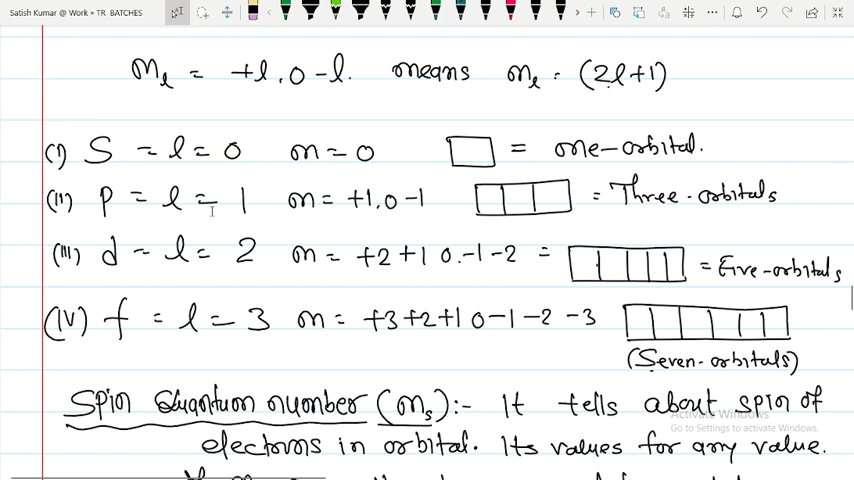 Satish Kumar @ Work » TR BATCHES
mₗ = +l, 0 -l. means mₗ = (2l+1)
(I) S = l = 0 m = 0 = one-orbital.
(II) p = l = 1 m = +1, 0 -1 = Three-orbitals
(III) d = l = 2 m = +2 +1 0 -1 -2 = = Five-orbitals
(IV) f = l = 3 m = +3 +2 +1 0 -1 -2 -3
(Seven-orbitals)
Spin Quantum number (mₛ) :- It tells about spin of
Activate Windows
Go to Settings to activate Windows.
electrons in orbital. Its values for any value.